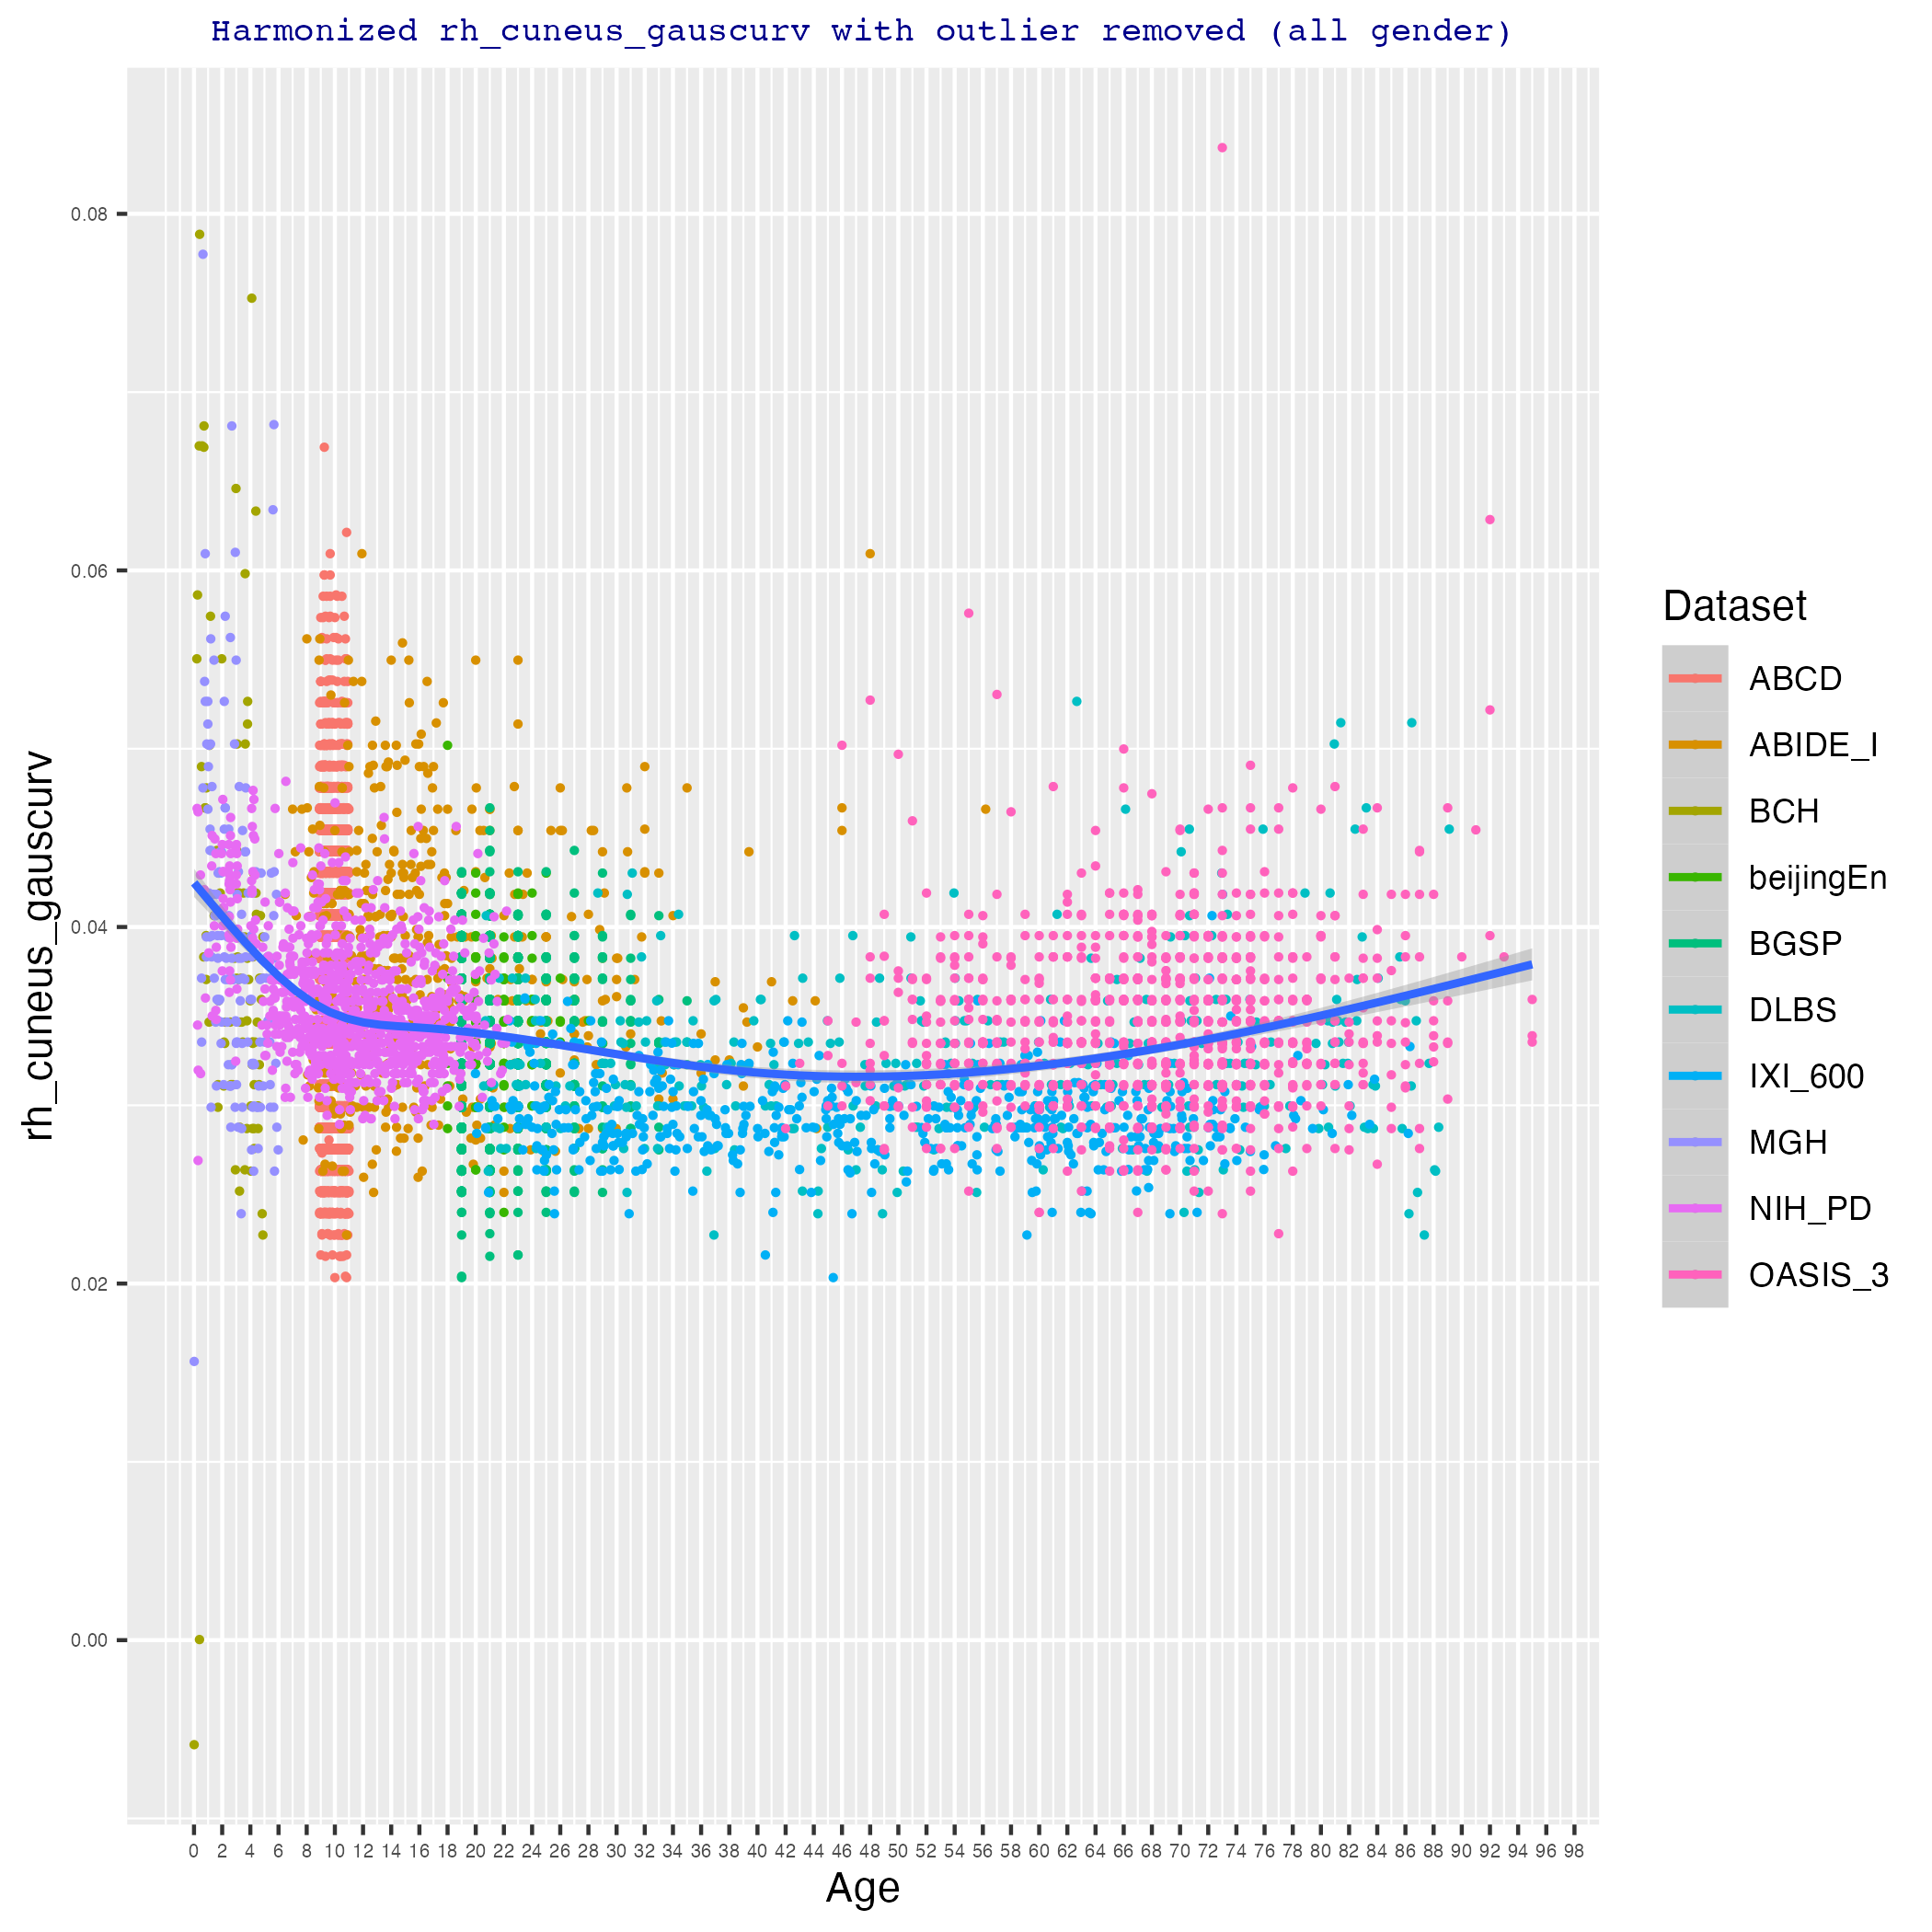 Harmonized rh_cuneus_gauscurv with outlier removed (all gender)
0.08
0.06
0.04
0.02
0.00
rh_cuneus_gauscurv
0 2 4 6 8 10 12 14 16 18 20 22 24 26 28 30 32 34 36 38 40 42 44 46 48 50 52 54 56 58 60 62 64 66 68 70 72 74 76 78 80 82 84 86 88 90 92 94 96 98
Age
Dataset
ABCD
ABIDE_I
BCH
beijingEn
BGSP
DLBS
IXI_600
MGH
NIH_PD
OASIS_3